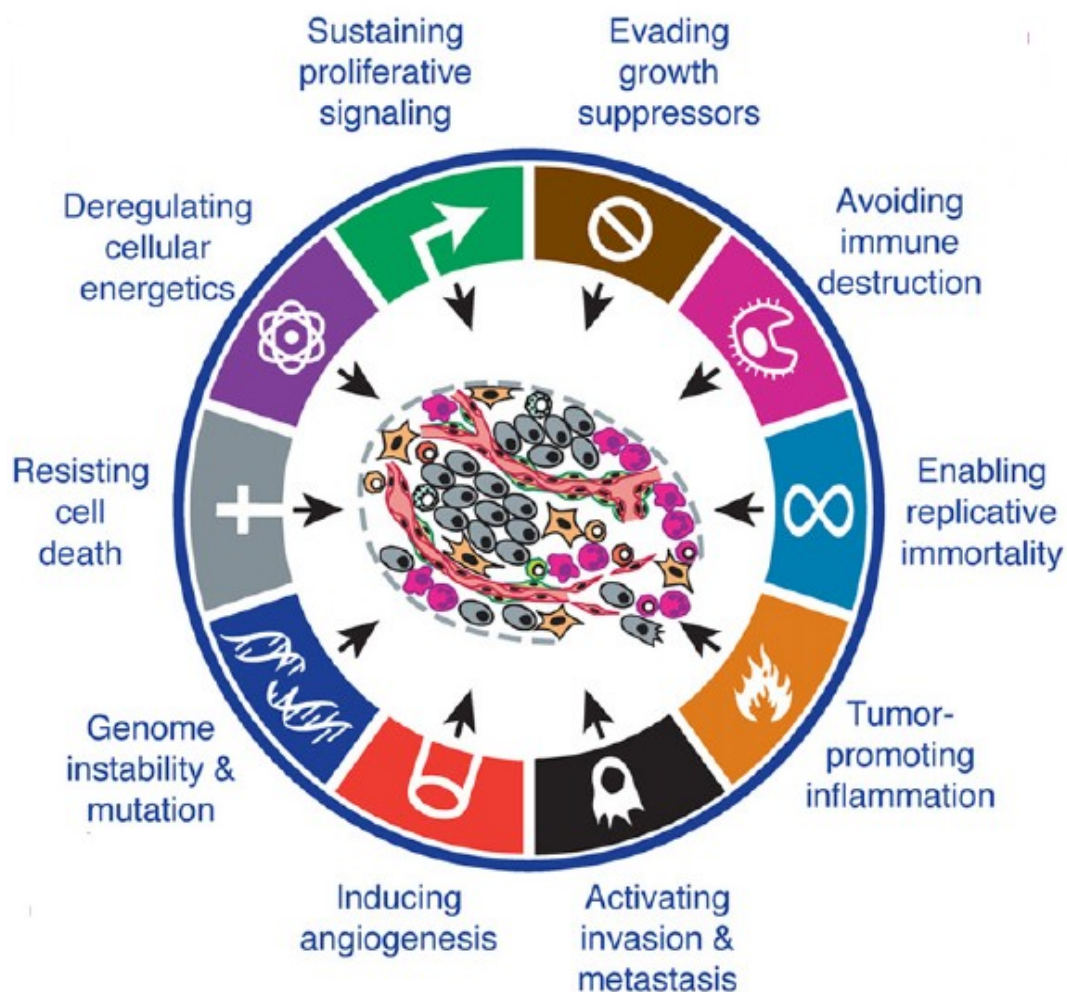 Sustaining
proliferative
signaling
Evading
growth
suppressors
Avoiding
immune
destruction
Enabling
replicative
immortality
Tumor-
promoting
inflammation
Activating
invasion &
metastasis
Inducing
angiogenesis
Genome
instability &
mutation
Resisting
cell
death
Deregulating
cellular
energetics